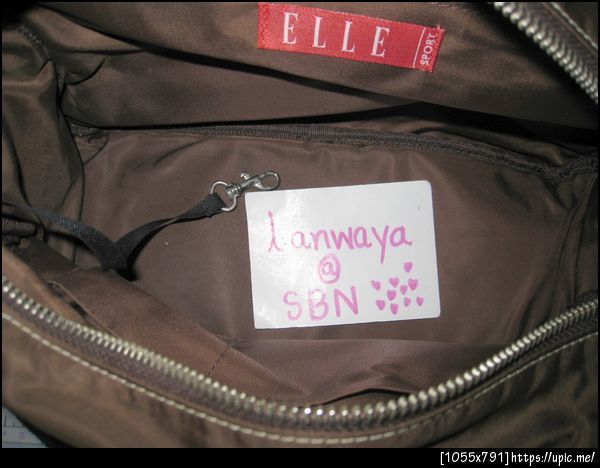 ELLE
SPORT
lanwaya
@
SBN
[1055x791]https://upic.me/